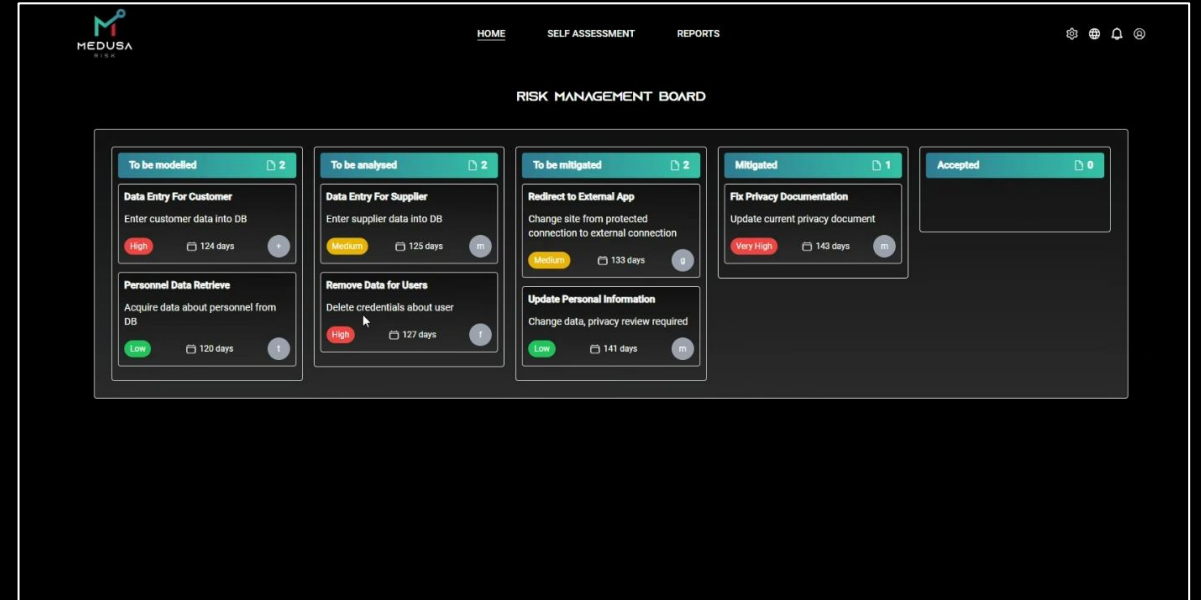 MEDUSA
RISK
HOME SELF ASSESSMENT REPORTS
RISK MANAGEMENT BOARD
To be modelled 2
Data Entry For Customer
Enter customer data into DB
High 124 days +
Personnel Data Retrieve
Acquire data about personnel from
DB
Low 120 days t
To be analysed 2
Data Entry For Supplier
Enter supplier data into DB
Medium 125 days m
Remove Data for Users
Delete credentials about user
High 127 days f
To be mitigated 2
Redirect to External App
Change site from protected
connection to external connection
Medium 133 days g
Update Personal Information
Change data, privacy review required
Low 141 days m
Mitigated 1
Fix Privacy Documentation
Update current privacy document
Very High 143 days m
Accepted 0